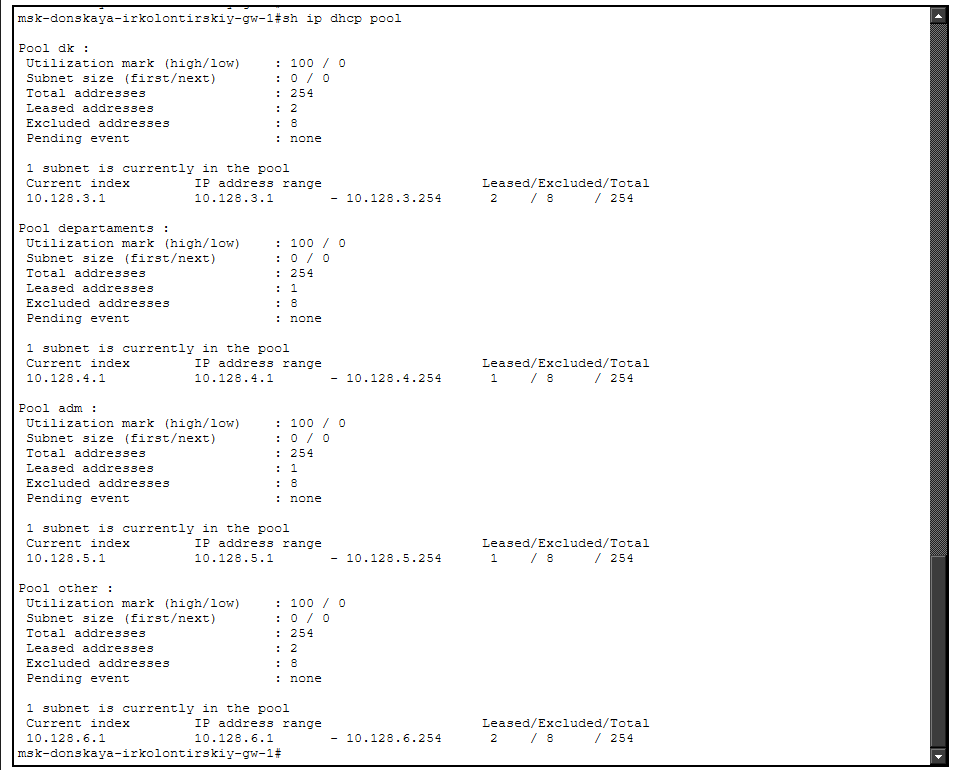 msk-donskaya-irkolontirskiy-gw-1#sh ip dhcp pool
Pool dk :
Utilization mark (high/low) : 100 / 0
Subnet size (first/next) : 0 / 0
Total addresses : 254
Leased addresses : 2
Excluded addresses : 8
Pending event : none
1 subnet is currently in the pool
Current index IP address range Leased/Excluded/Total
10.128.3.1 10.128.3.1 - 10.128.3.254 2 / 8 / 254
Pool departaments :
Utilization mark (high/low) : 100 / 0
Subnet size (first/next) : 0 / 0
Total addresses : 254
Leased addresses : 1
Excluded addresses : 8
Pending event : none
1 subnet is currently in the pool
Current index IP address range Leased/Excluded/Total
10.128.4.1 10.128.4.1 - 10.128.4.254 1 / 8 / 254
Pool adm :
Utilization mark (high/low) : 100 / 0
Subnet size (first/next) : 0 / 0
Total addresses : 254
Leased addresses : 1
Excluded addresses : 8
Pending event : none
1 subnet is currently in the pool
Current index IP address range Leased/Excluded/Total
10.128.5.1 10.128.5.1 - 10.128.5.254 1 / 8 / 254
Pool other :
Utilization mark (high/low) : 100 / 0
Subnet size (first/next) : 0 / 0
Total addresses : 254
Leased addresses : 2
Excluded addresses : 8
Pending event : none
1 subnet is currently in the pool
Current index IP address range Leased/Excluded/Total
10.128.6.1 10.128.6.1 - 10.128.6.254 2 / 8 / 254
msk-donskaya-irkolontirskiy-gw-1#